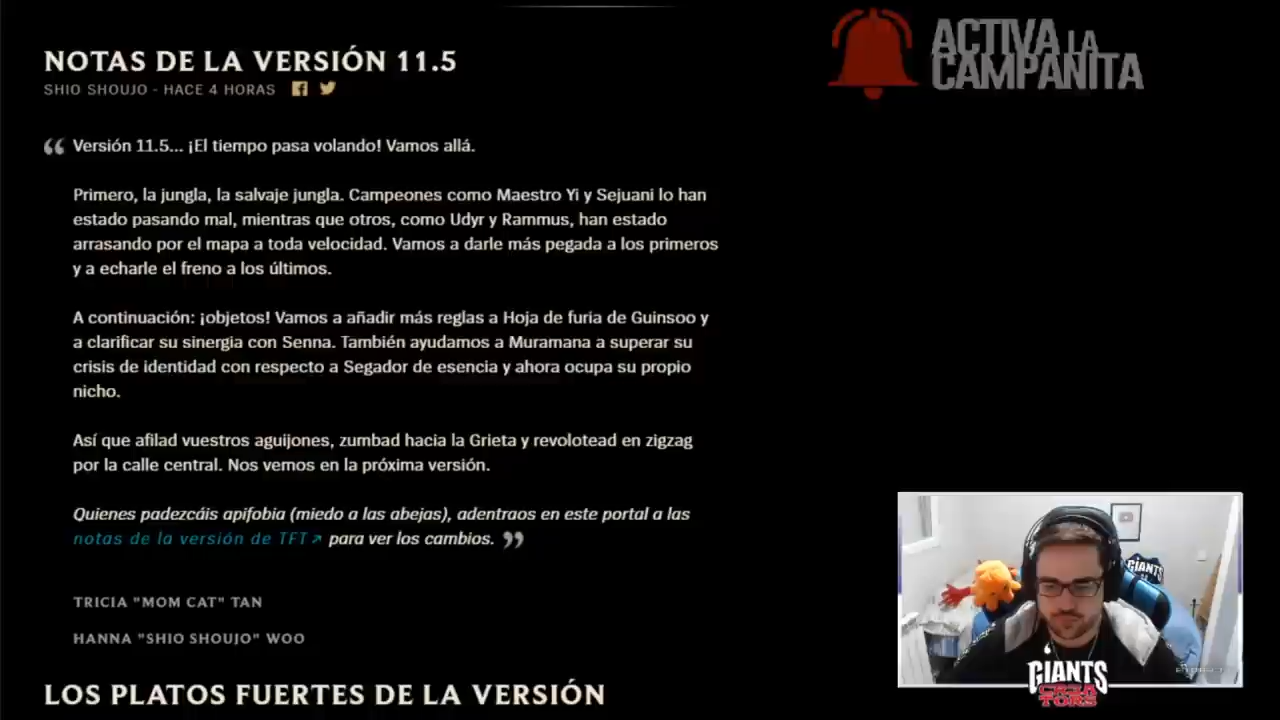 NOTAS DE LA VERSIÓN 11.5
SHIO SHOUJO - HACE 4 HORAS
ACTIVA LA
CAMPANITA
Versión 11.5... ¡El tiempo pasa volando! Vamos allá.
Primero, la jungla, la salvaje jungla. Campeones como Maestro Yi y Sejuani lo han
estado pasando mal, mientras que otros, como Udyr y Rammus, han estado
arrasando por el mapa a toda velocidad. Vamos a darle más pegada a los primeros
y a echarle el freno a los últimos.
A continuación: ¡objetos! Vamos a añadir más reglas a Hoja de furia de Guinsoo y
a clarificar su sinergia con Senna. También ayudamos a Muramana a superar su
crisis de identidad con respecto a Segador de esencia y ahora ocupa su propio
nicho.
Así que afilad vuestros aguijones, zumbad hacia la Grieta y revolotead en zigzag
por la calle central. Nos vemos en la próxima versión.
Quienes padezcáis apifobia (miedo a las abejas), adentraos en este portal a las
notas de la versión de TFT para ver los cambios.
TRICIA "MOM CAT" TAN
HANNA "SHIO SHOUJO" WOO
LOS PLATOS FUERTES DE LA VERSIÓN
GIANTS
GIANTS
CREA
TORS